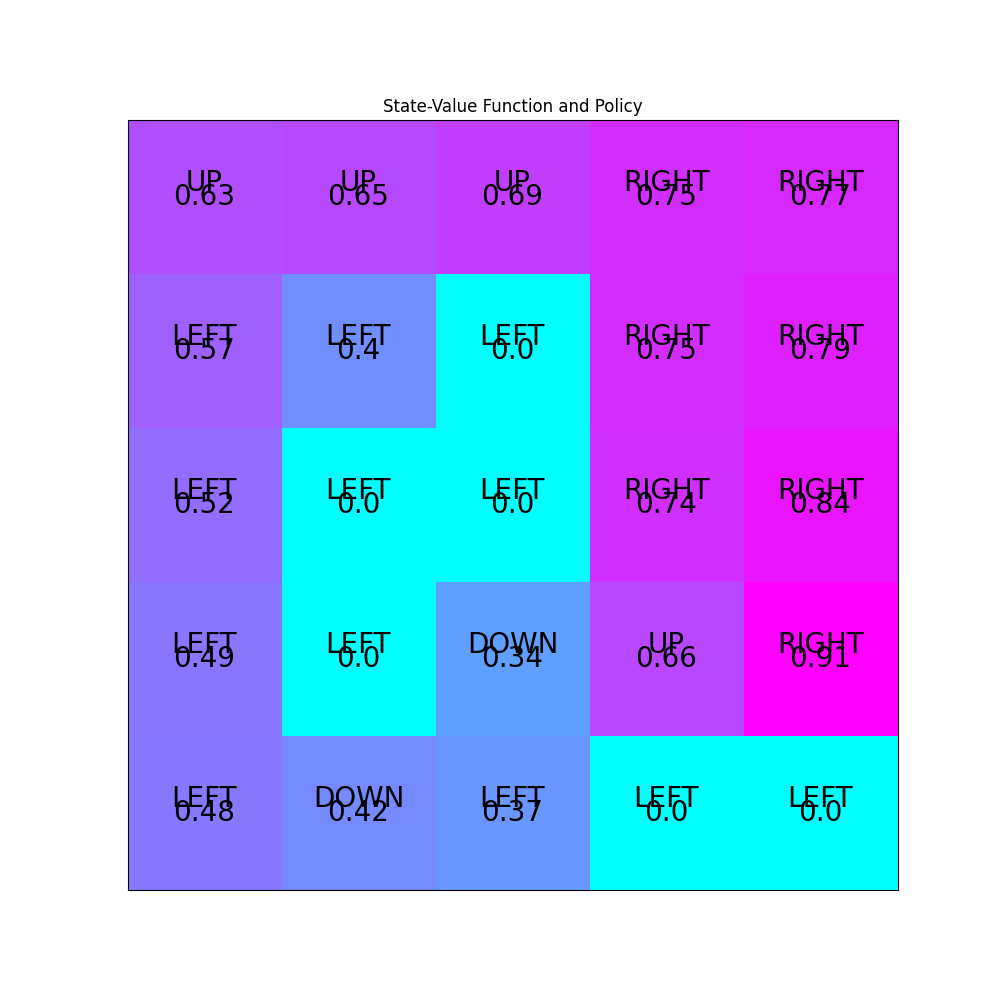 State-Value Function and Policy
UP UP UP RIGHT RIGHT
0.63 0.65 0.69 0.75 0.77
LEFT LEFT LEFT RIGHT RIGHT
0.57 0.4 0.0 0.75 0.79
LEFT LEFT LEFT RIGHT RIGHT
0.52 0.0 0.0 0.74 0.84
LEFT LEFT DOWN UP RIGHT
0.49 0.0 0.34 0.66 0.91
LEFT DOWN LEFT LEFT LEFT
0.48 0.42 0.37 0.0 0.0